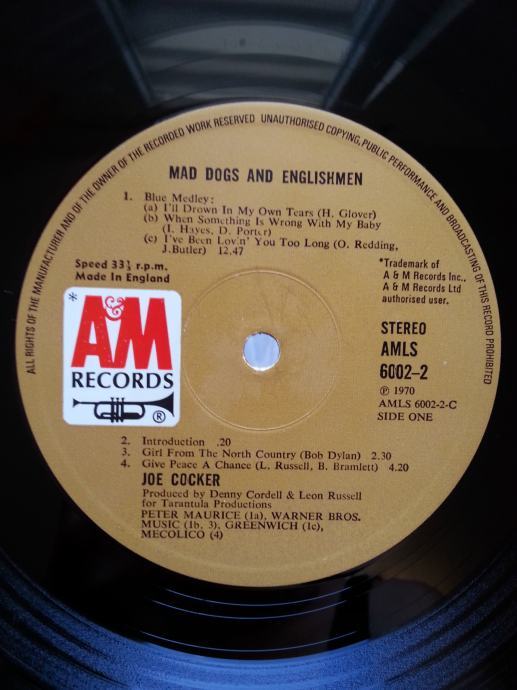 ALL RIGHTS OF THE MANUFACTURER AND OF THE OWNER OF THE RECORDED WORK RESERVED UNAUTHORISED COPYING, PUBLIC PERFORMANCE AND BROADCASTING OF THIS RECORD PROHIBITED
MAD DOGS AND ENGLISHMEN
1. Blue Medley:
(a) I'll Drown In My Own Tears (H. Glover)
(b) When Something Is Wrong With My Baby
(I. Hayes, D. Porter)
(c) I've Been Lovin' You Too Long (O. Redding,
J.Butler) 12.47
Speed 33⅓ r.p.m.
Made In England
*Trademark of
A & M Records Inc.,
A & M Records Ltd
authorised user.
*
A&M
RECORDS
®
STEREO
AMLS
6002-2
℗ 1970
AMLS 6002-2-C
SIDE ONE
2. Introduction .20
3. Girl From The North Country (Bob Dylan) 2.30
4. Give Peace A Chance (L. Russell, B. Bramlett) 4.20
JOE COCKER
Produced by Denny Cordell & Leon Russell
for Tarantula Productions
PETER MAURICE (1a), WARNER BROS.
MUSIC (1b, 3), GREENWICH (1c),
MECOLICO (4)